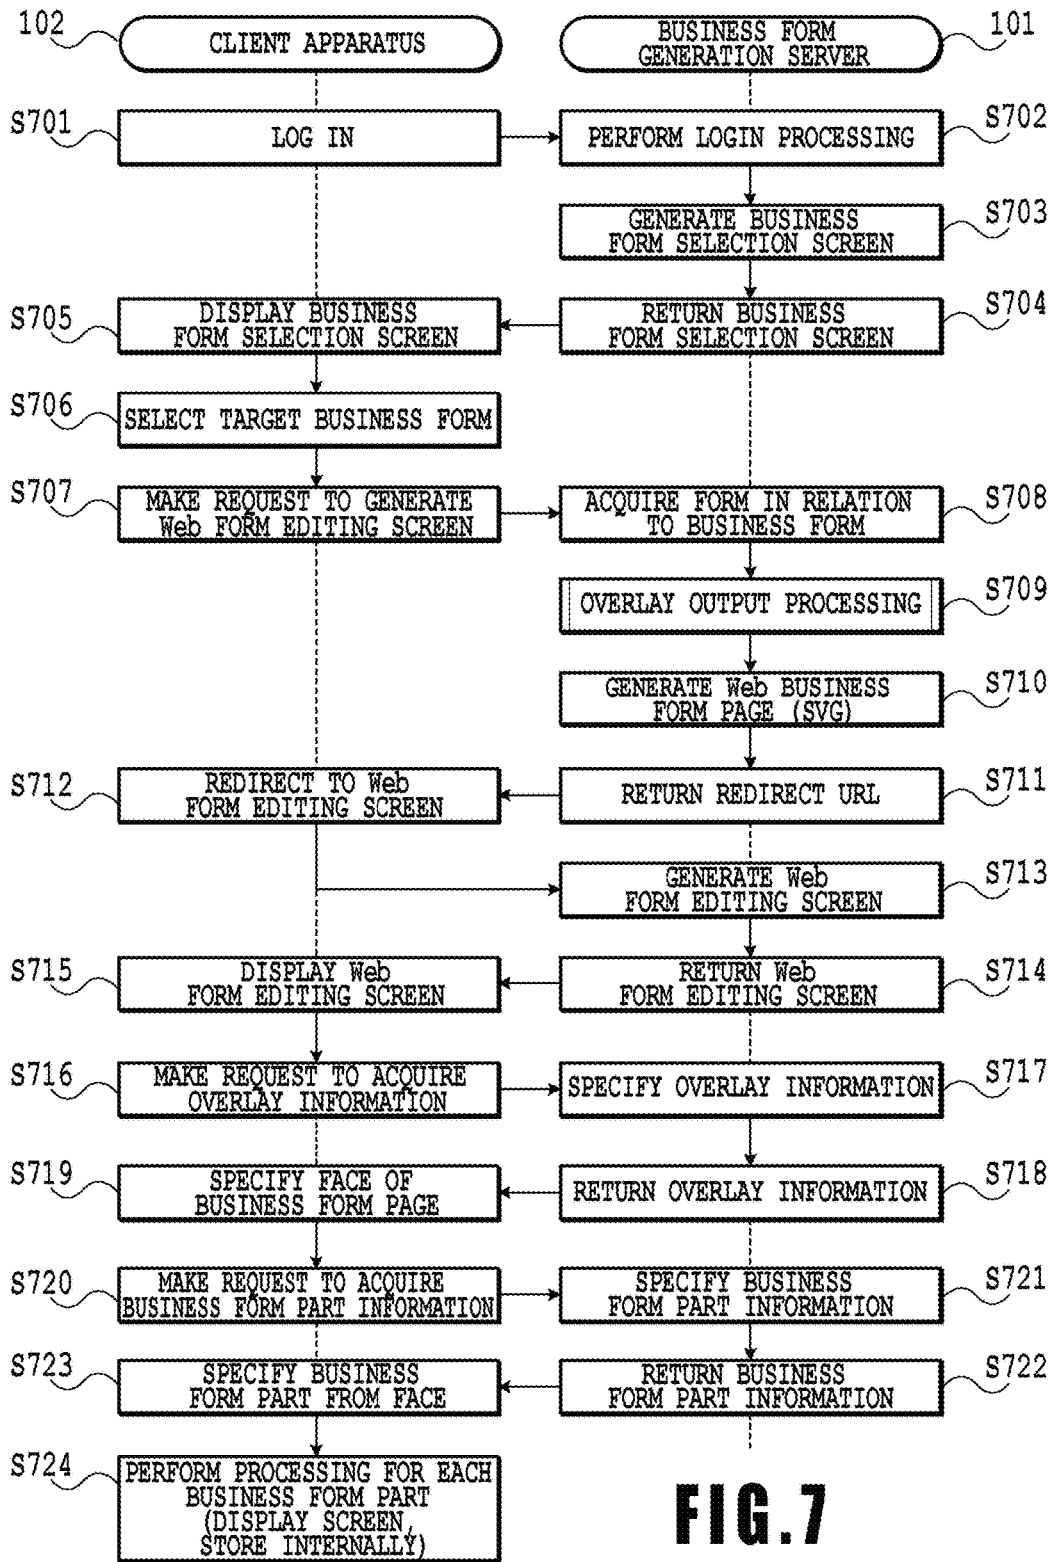 102
CLIENT APPARATUS
BUSINESS FORM
GENERATION SERVER
101
S701
LOG IN
PERFORM LOGIN PROCESSING
S702
GENERATE BUSINESS
FORM SELECTION SCREEN
S703
S705
DISPLAY BUSINESS
FORM SELECTION SCREEN
RETURN BUSINESS
FORM SELECTION SCREEN
S704
S706
SELECT TARGET BUSINESS FORM
S707
MAKE REQUEST TO GENERATE
Web FORM EDITING SCREEN
ACQUIRE FORM IN RELATION
TO BUSINESS FORM
S708
OVERLAY OUTPUT PROCESSING
S709
GENERATE Web BUSINESS
FORM PAGE (SVG)
S710
S712
REDIRECT TO Web
FORM EDITING SCREEN
RETURN REDIRECT URL
S711
GENERATE Web
FORM EDITING SCREEN
S713
S715
DISPLAY Web
FORM EDITING SCREEN
RETURN Web
FORM EDITING SCREEN
S714
S716
MAKE REQUEST TO ACQUIRE
OVERLAY INFORMATION
SPECIFY OVERLAY INFORMATION
S717
S719
SPECIFY FACE OF
BUSINESS FORM PAGE
RETURN OVERLAY INFORMATION
S718
S720
MAKE REQUEST TO ACQUIRE
BUSINESS FORM PART INFORMATION
SPECIFY BUSINESS
FORM PART INFORMATION
S721
S723
SPECIFY BUSINESS
FORM PART FROM FACE
RETURN BUSINESS
FORM PART INFORMATION
S722
S724
PERFORM PROCESSING FOR EACH
BUSINESS FORM PART
(DISPLAY SCREEN,
STORE INTERNALLY)
FIG.7